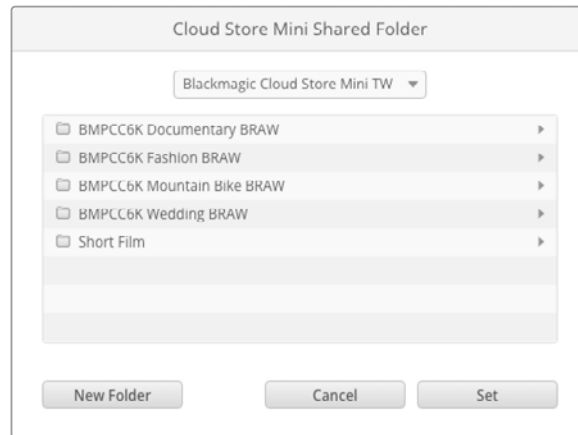 Cloud Store Mini Shared Folder
Blackmagic Cloud Store Mini TW
BMPCC6K Documentary BRAW
BMPCC6K Fashion BRAW
BMPCC6K Mountain Bike BRAW
BMPCC6K Wedding BRAW
Short Film
New Folder Cancel Set